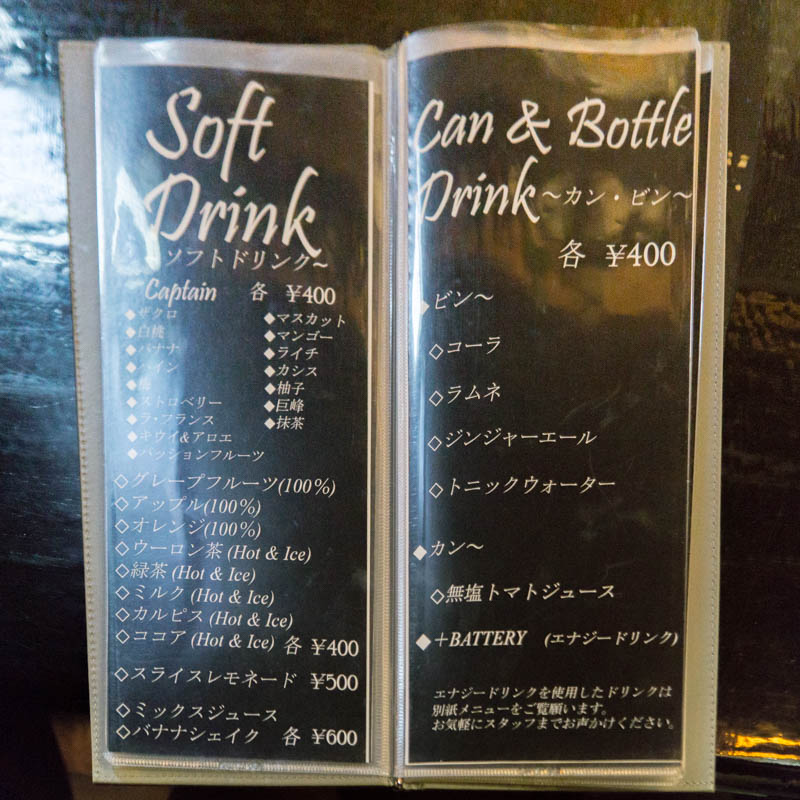 Soft
Drink
ソフトドリンク~
Captain 各 ¥400
◆ザクロ
◆白桃
◆バナナ
◆パイン
◆梅
◆ストロベリー
◆ラ・フランス
◆キウイ&アロエ
◆パッションフルーツ
◆マスカット
◆マンゴー
◆ライチ
◆カシス
◆柚子
◆巨峰
◆抹茶
◇グレープフルーツ(100%)
◇アップル(100%)
◇オレンジ(100%)
◇ウーロン茶 (Hot & Ice)
◇緑茶 (Hot & Ice)
◇ミルク (Hot & Ice)
◇カルピス (Hot & Ice)
◇ココア (Hot & Ice) 各 ¥400
◇スライスレモネード ¥500
◇ミックスジュース
◇バナナシェイク 各 ¥600
Can & Bottle
Drink ~カン・ビン~
各 ¥400
◆ビン~
◇コーラ
◇ラムネ
◇ジンジャーエール
◇トニックウォーター
◆カン~
◇無塩トマトジュース
◆+BATTERY (エナジードリンク)
エナジードリンクを使用したドリンクは
別紙メニューをご覧願います。
お気軽にスタッフまでお声かけください。